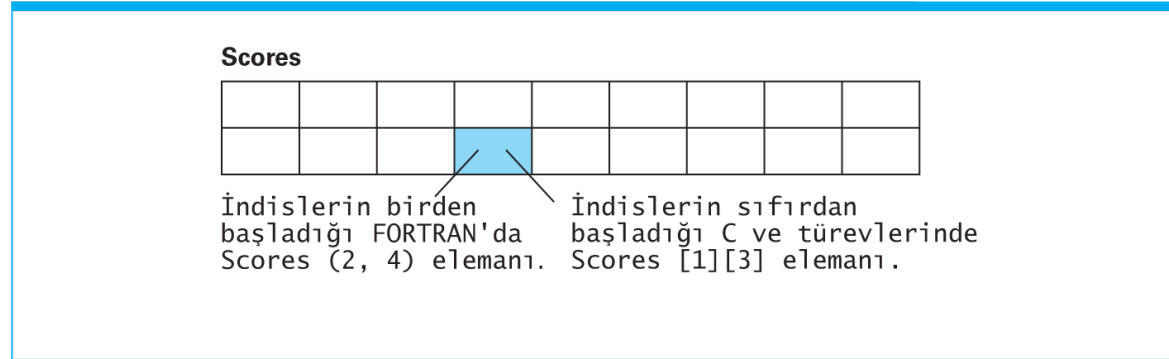 Scores
İndislerin birden
başladığı FORTRAN'da
Scores (2, 4) elemanı.
İndislerin sıfırdan
başladığı C ve türevlerinde
Scores [1][3] elemanı.